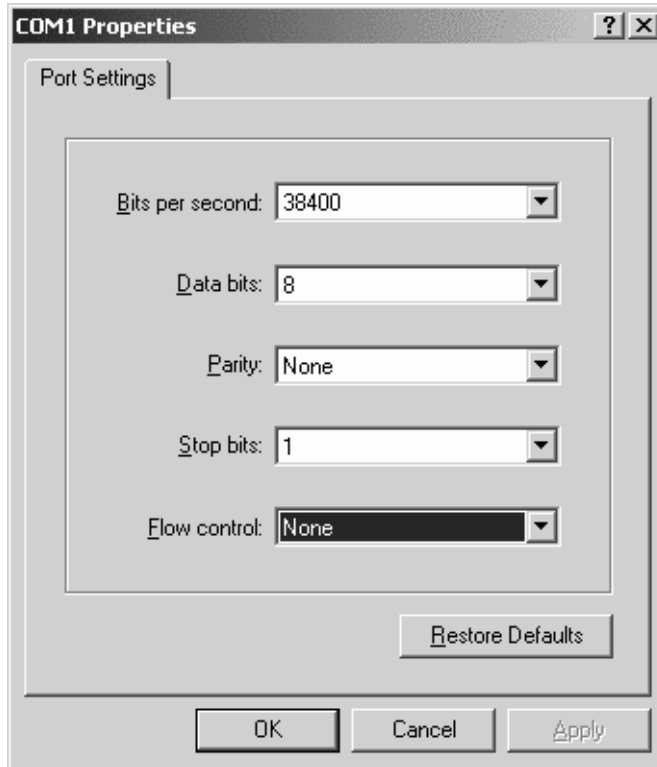 COM1 Properties
Port Settings
Bits per second: 38400
Data bits: 8
Parity: None
Stop bits: 1
Flow control: None
Restore Defaults
OK Cancel Apply